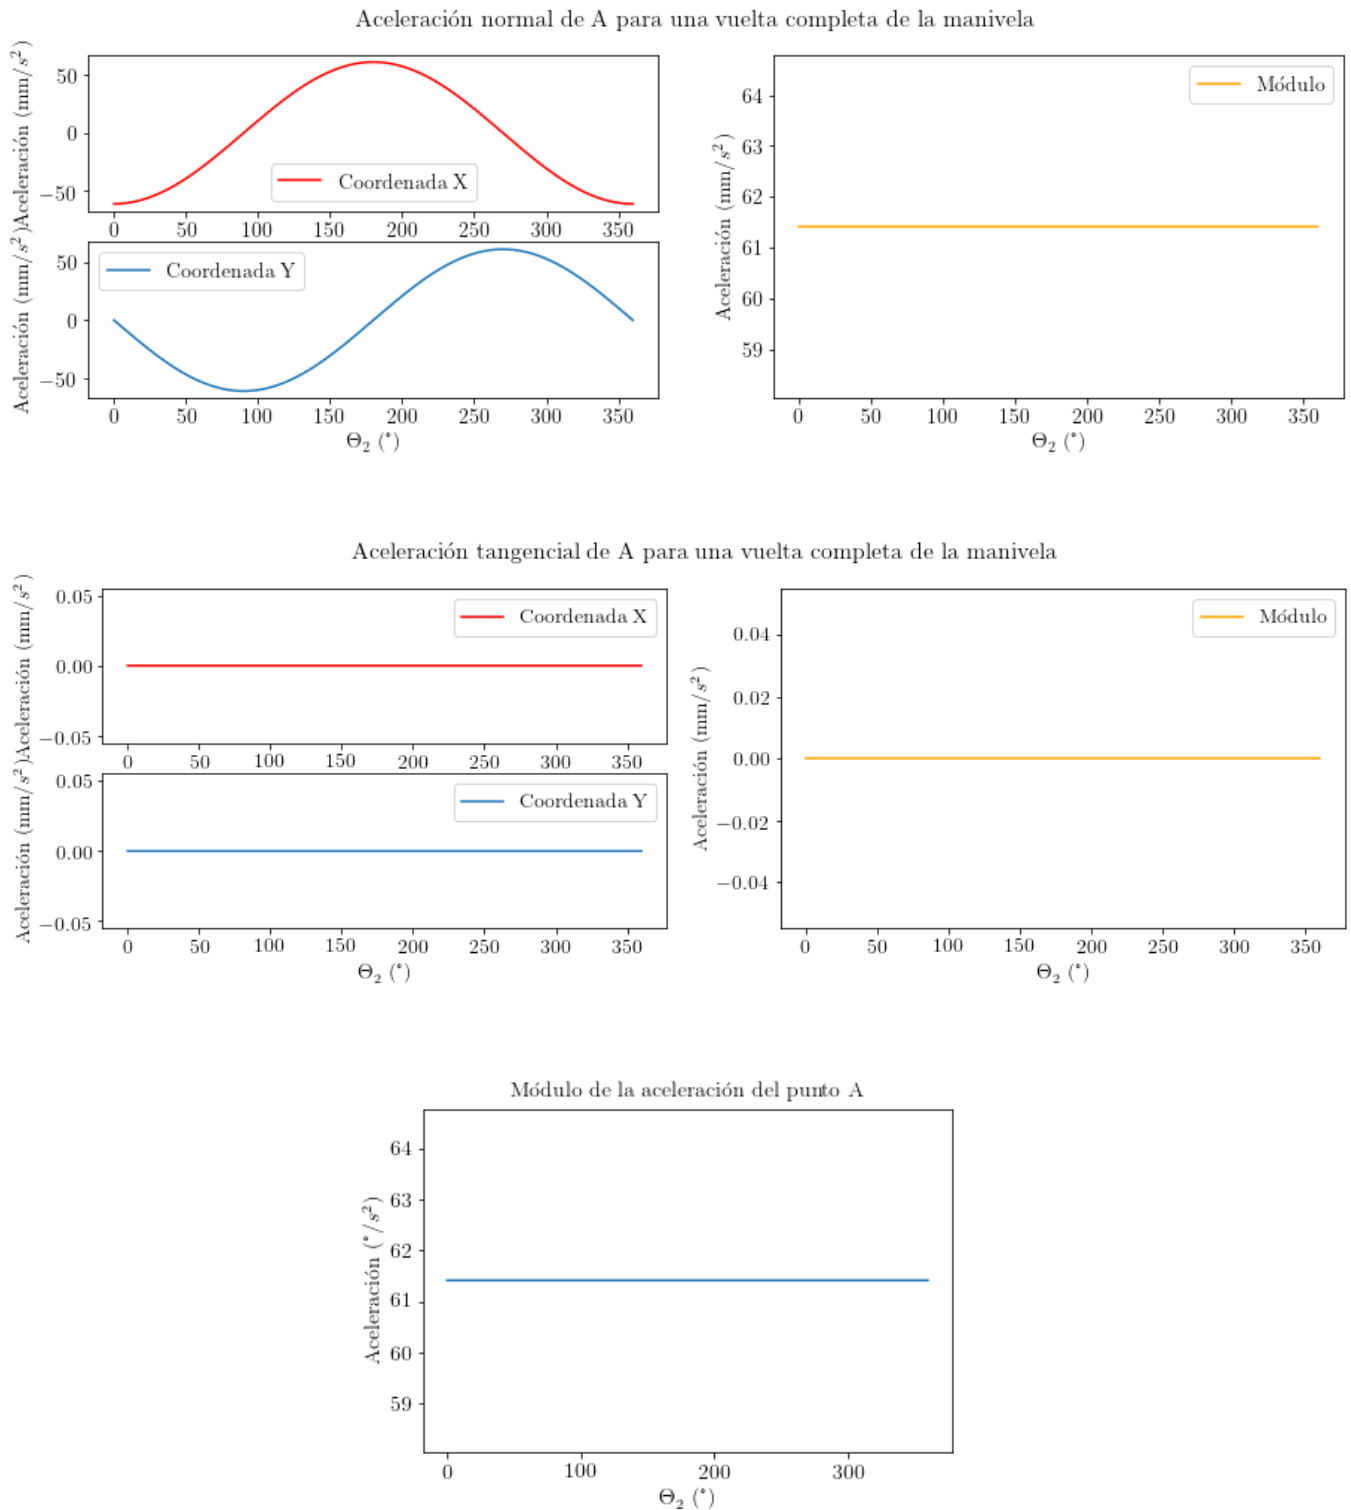 Aceleración normal de A para una vuelta completa de la manivela
Aceleración (mm/s²)
50
0
−50
Coordenada X
0 50 100 150 200 250 300 350
Aceleración (mm/s²)
50
0
−50
Coordenada Y
0 50 100 150 200 250 300 350
Θ₂ (°)
Aceleración (mm/s²)
64
63
62
61
60
59
Módulo
0 50 100 150 200 250 300 350
Θ₂ (°)
Aceleración tangencial de A para una vuelta completa de la manivela
Aceleración (mm/s²)
0.05
0.00
−0.05
Coordenada X
0 50 100 150 200 250 300 350
Aceleración (mm/s²)
0.05
0.00
−0.05
Coordenada Y
0 50 100 150 200 250 300 350
Θ₂ (°)
Aceleración (mm/s²)
0.04
0.02
0.00
−0.02
−0.04
Módulo
0 50 100 150 200 250 300 350
Θ₂ (°)
Módulo de la aceleración del punto A
Aceleración (°/s²)
64
63
62
61
60
59
0 100 200 300
Θ₂ (°)